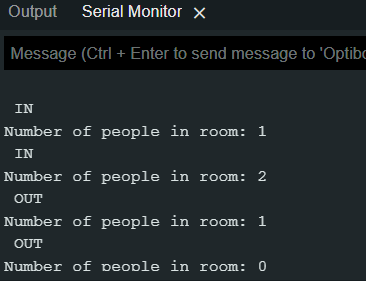 Output Serial Monitor ×
Message (Ctrl + Enter to send message to 'Optibo
IN
Number of people in room: 1
IN
Number of people in room: 2
OUT
Number of people in room: 1
OUT
Number of people in room: 0